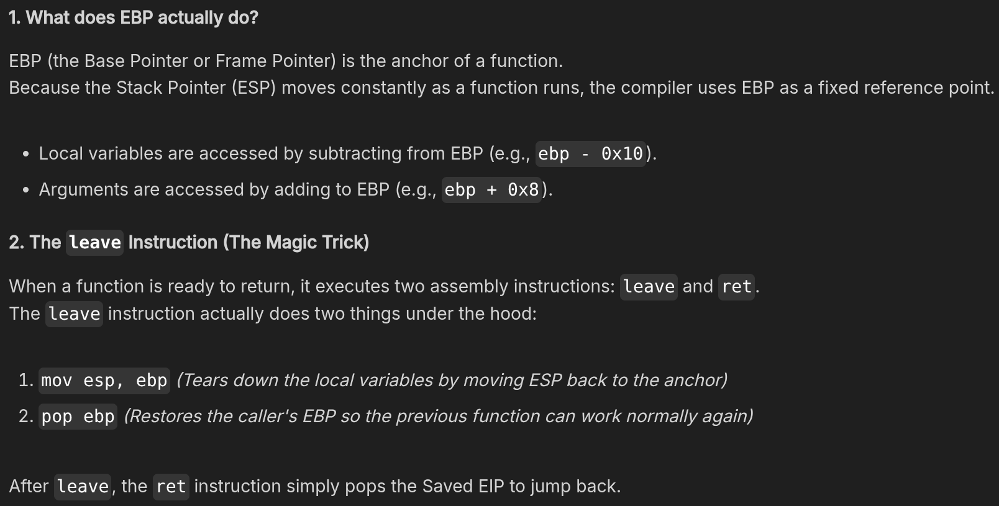 1. What does EBP actually do?
EBP (the Base Pointer or Frame Pointer) is the anchor of a function.
Because the Stack Pointer (ESP) moves constantly as a function runs, the compiler uses EBP as a fixed reference point.
• Local variables are accessed by subtracting from EBP (e.g., ebp - 0x10).
• Arguments are accessed by adding to EBP (e.g., ebp + 0x8).
2. The leave Instruction (The Magic Trick)
When a function is ready to return, it executes two assembly instructions: leave and ret.
The leave instruction actually does two things under the hood:
1. mov esp, ebp (Tears down the local variables by moving ESP back to the anchor)
2. pop ebp (Restores the caller's EBP so the previous function can work normally again)
After leave, the ret instruction simply pops the Saved EIP to jump back.